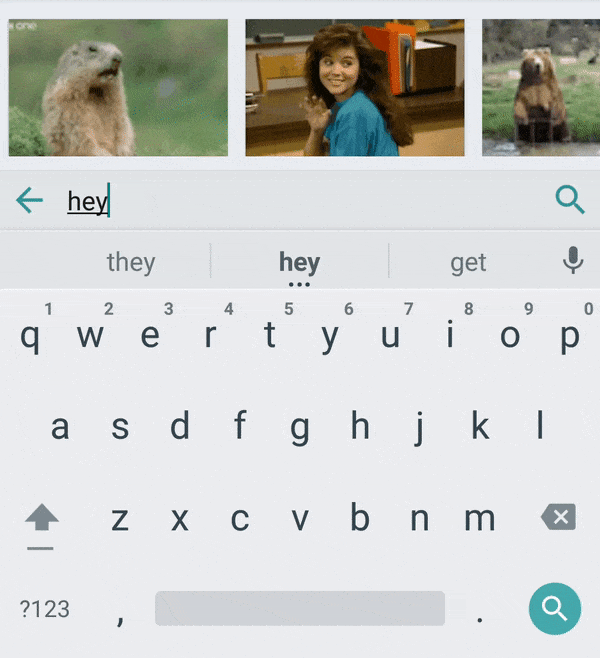 one
hey
they hey get
1 2 3 4 5 6 7 8 9 0
q w e r t y u i o p
a s d f g h j k l
z x c v b n m
?123 , .